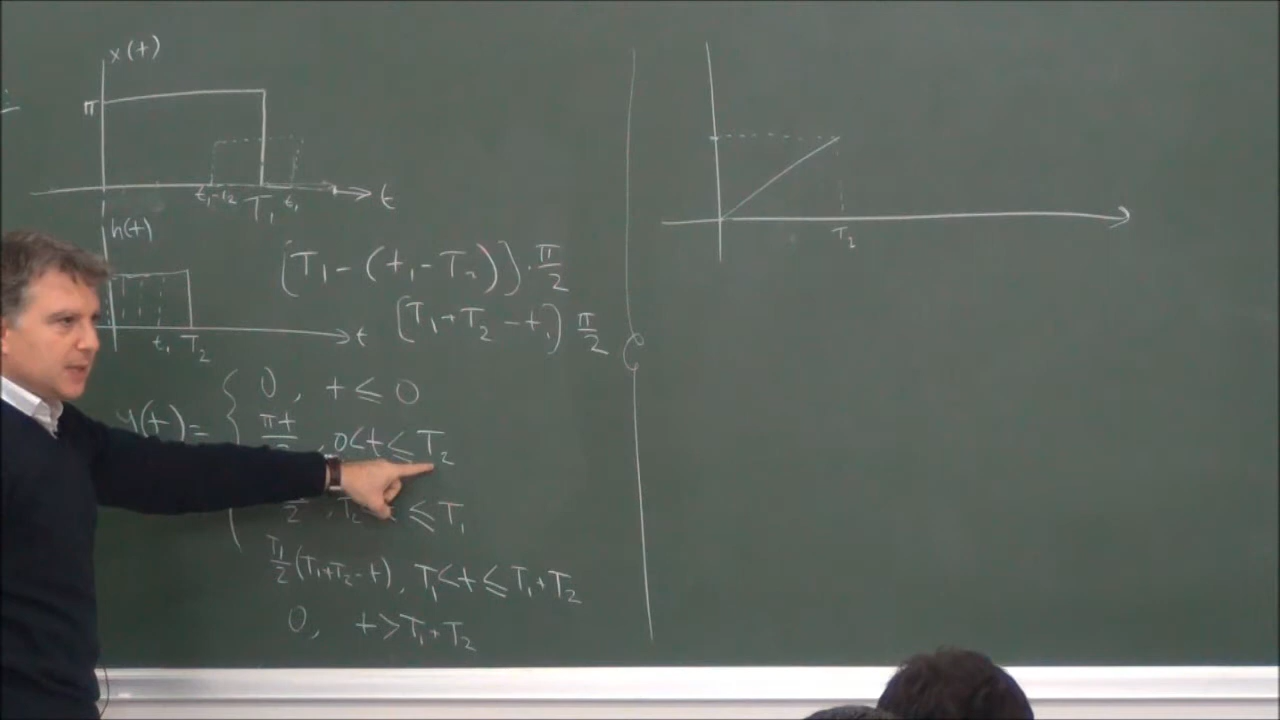 x(t)
π
t₁-T₂ T₁ t₁ t
h(t)
t₁ T₂ t
[T₁-(t₁-T₂)]·π/2
[T₁+T₂-t₁] π/2
y(t) = { 0, t ≤ 0
πt/2, 0<t≤T₂
≤T₁
T₁/2 (T₁+T₂-t), T₁<t≤T₁+T₂
0, t>T₁+T₂
T₂